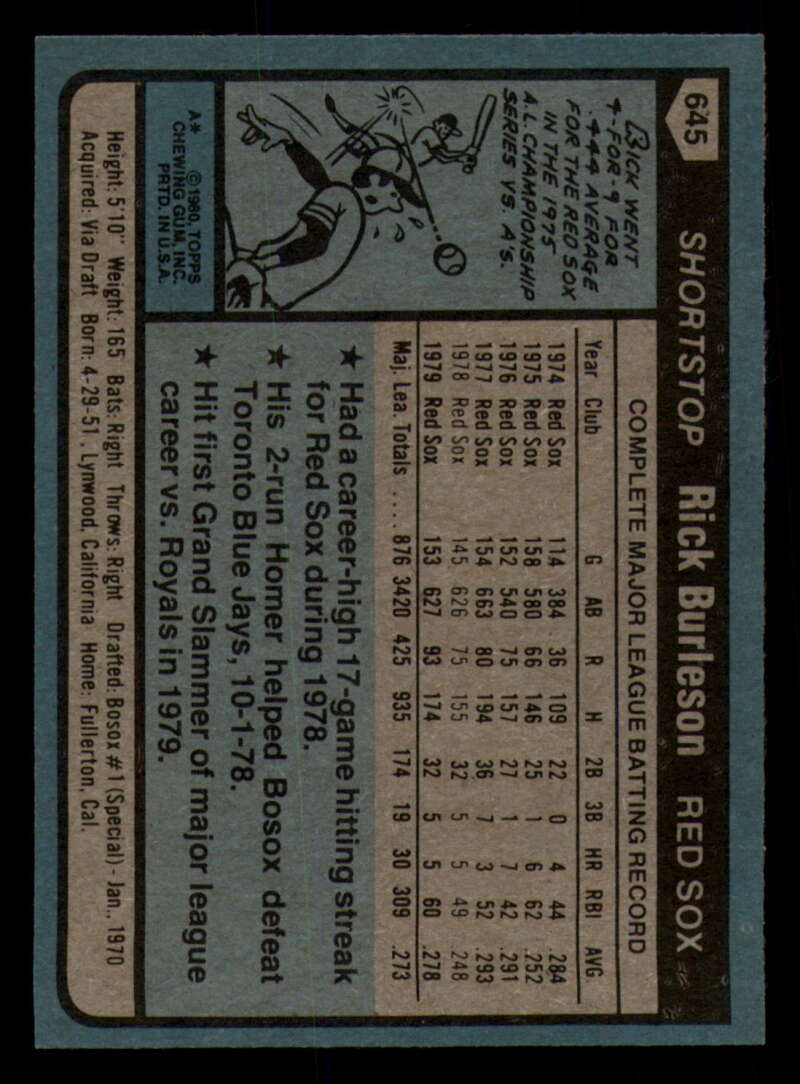 645 SHORTSTOP Rick Burleson RED SOX
RICK WENT
4-FOR-9 FOR
.444 AVERAGE
FOR THE RED SOX
IN THE 1975
A.L. CHAMPIONSHIP
SERIES VS. A'S.
A* ©1980, TOPPS
CHEWING GUM, INC.
PRTD. IN U.S.A.
COMPLETE MAJOR LEAGUE BATTING RECORD
Year Club G AB R H 2B 3B HR RBI AVG
1974 Red Sox 114 384 36 109 22 0 4 44 .284
1975 Red Sox 158 580 66 146 25 1 6 62 .252
1976 Red Sox 152 540 75 157 27 1 7 42 .291
1977 Red Sox 154 663 80 194 36 7 3 52 .293
1978 Red Sox 145 626 75 155 32 5 5 49 .248
1979 Red Sox 153 627 93 174 32 5 5 60 .278
Maj. Lea. Totals .... 876 3420 425 935 174 19 30 309 .273
★ Had a career-high 17-game hitting streak
for Red Sox during 1978.
★ His 2-run Homer helped Bosox defeat
Toronto Blue Jays, 10-1-78.
★ Hit first Grand Slammer of major league
career vs. Royals in 1979.
Height: 5'10" Weight: 165 Bats: Right Throws: Right Drafted: Bosox #1 (Special)- Jan., 1970
Acquired: Via Draft Born: 4-29-51, Lynwood, California Home: Fullerton, Cal.